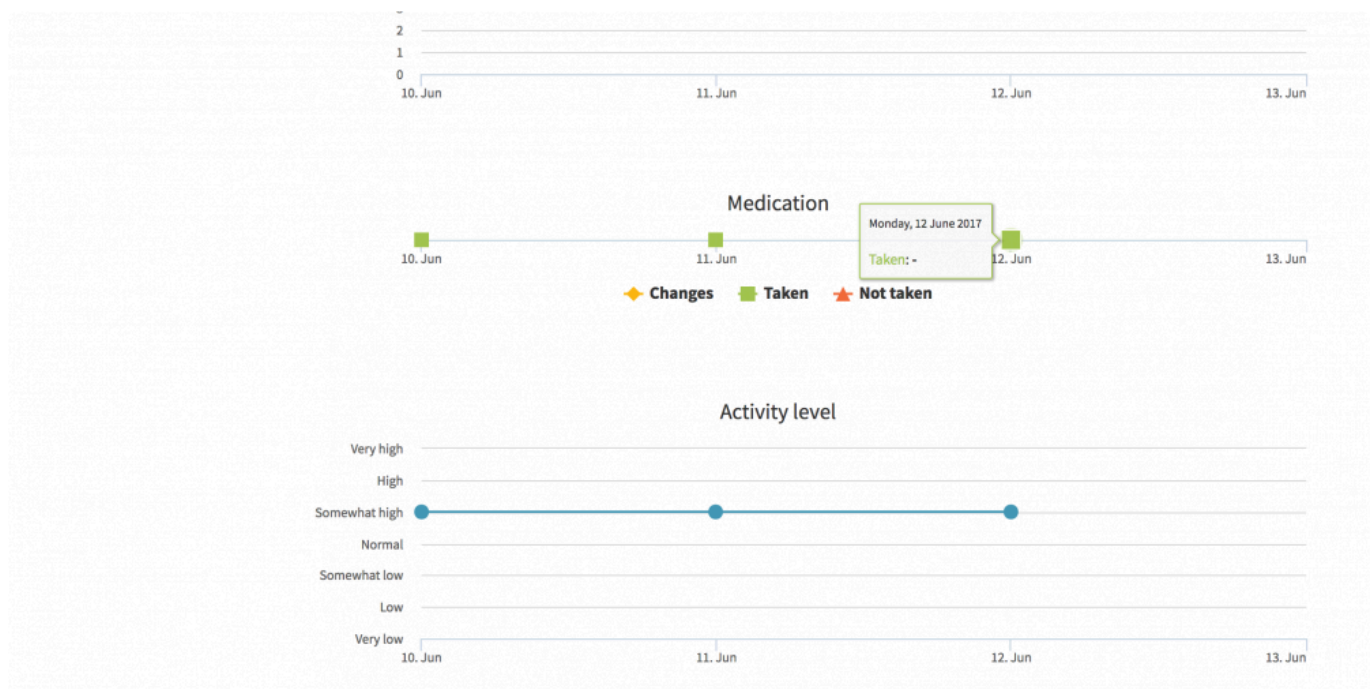 2
1
0
10. Jun 11. Jun 12. Jun 13. Jun
Medication
Monday, 12 June 2017
Taken: -
10. Jun 11. Jun 12. Jun 13. Jun
Changes Taken Not taken
Activity level
Very high
High
Somewhat high
Normal
Somewhat low
Low
Very low
10. Jun 11. Jun 12. Jun 13. Jun